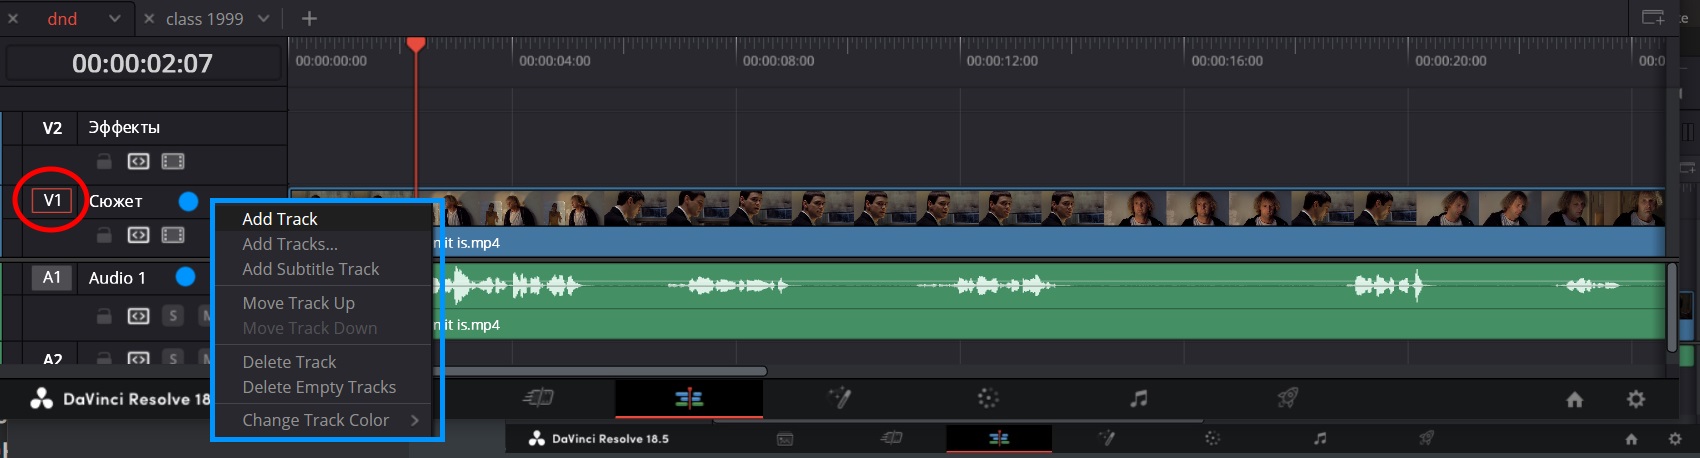 dnd
class 1999
00:00:02:07
00:00:00:00
00:00:04:00
00:00:08:00
00:00:12:00
00:00:16:00
00:00:20:00
V2 Эффекты
V1 Сюжет
Add Track
Add Tracks...
Add Subtitle Track
Move Track Up
Move Track Down
Delete Track
Delete Empty Tracks
Change Track Color
it is.mp4
A1 Audio 1
S M
it is.mp4
A2 S M
DaVinci Resolve 18
DaVinci Resolve 18.5